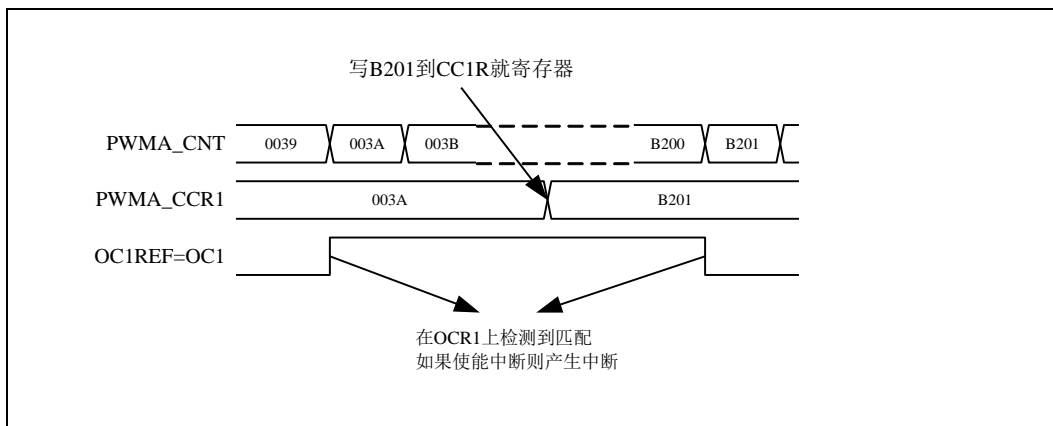 写B201到CC1R就寄存器
PWMA_CNT 0039 003A 003B B200 B201
PWMA_CCR1 003A B201
OC1REF=OC1
在OCR1上检测到匹配
如果使能中断则产生中断